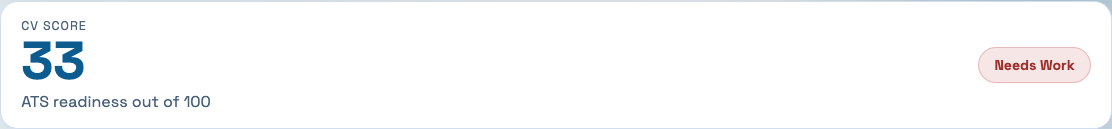 CV SCORE
33
Needs Work
ATS readiness out of 100